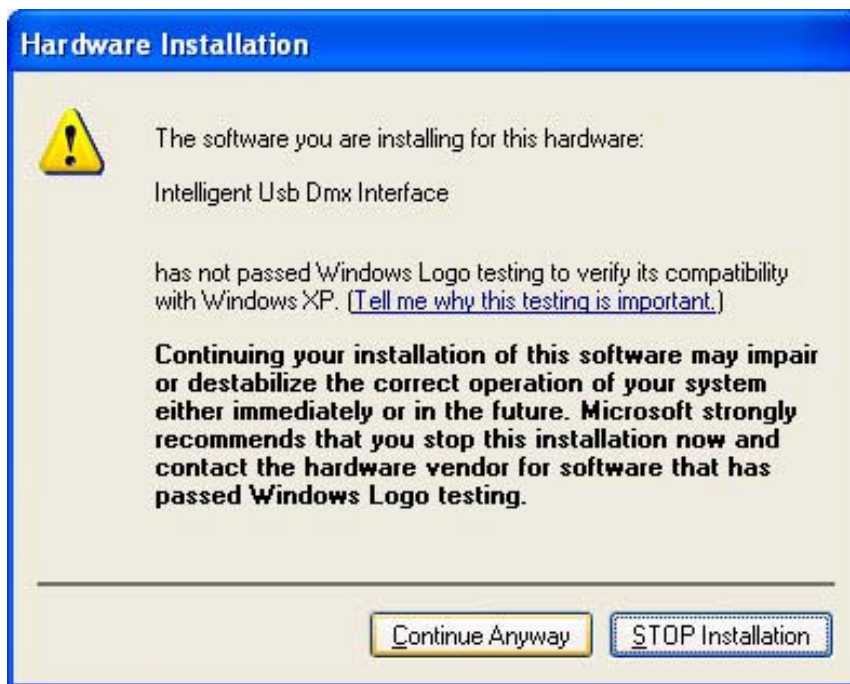 Hardware Installation
The software you are installing for this hardware:
Intelligent Usb Dmx Interface
has not passed Windows Logo testing to verify its compatibility
with Windows XP. (Tell me why this testing is important.)
Continuing your installation of this software may impair
or destabilize the correct operation of your system
either immediately or in the future. Microsoft strongly
recommends that you stop this installation now and
contact the hardware vendor for software that has
passed Windows Logo testing.
Continue Anyway
STOP Installation